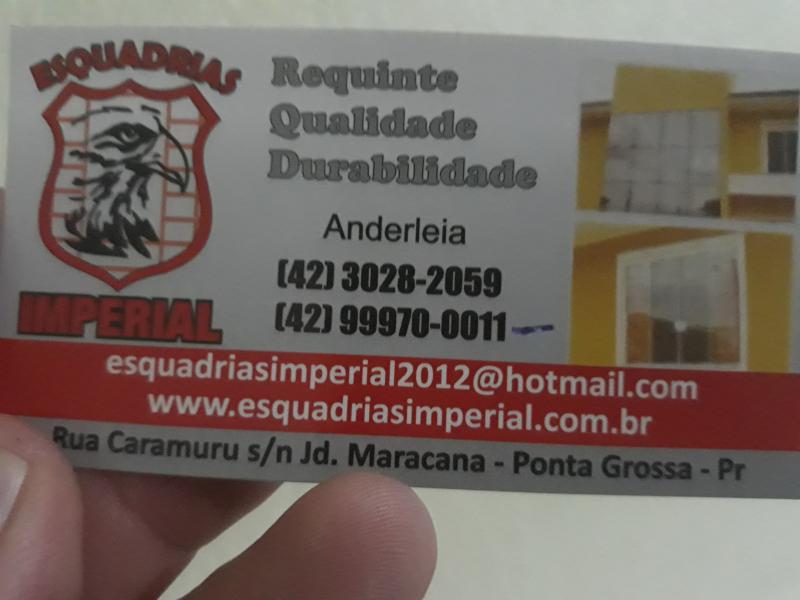 ESQUADRIAS
IMPERIAL
Requinte
Qualidade
Durabilidade
Anderleia
(42) 3028-2059
(42) 99970-0011
esquadriasimperial2012@hotmail.com
www.esquadriasimperial.com.br
Rua Caramuru s/n Jd. Maracana - Ponta Grossa - Pr